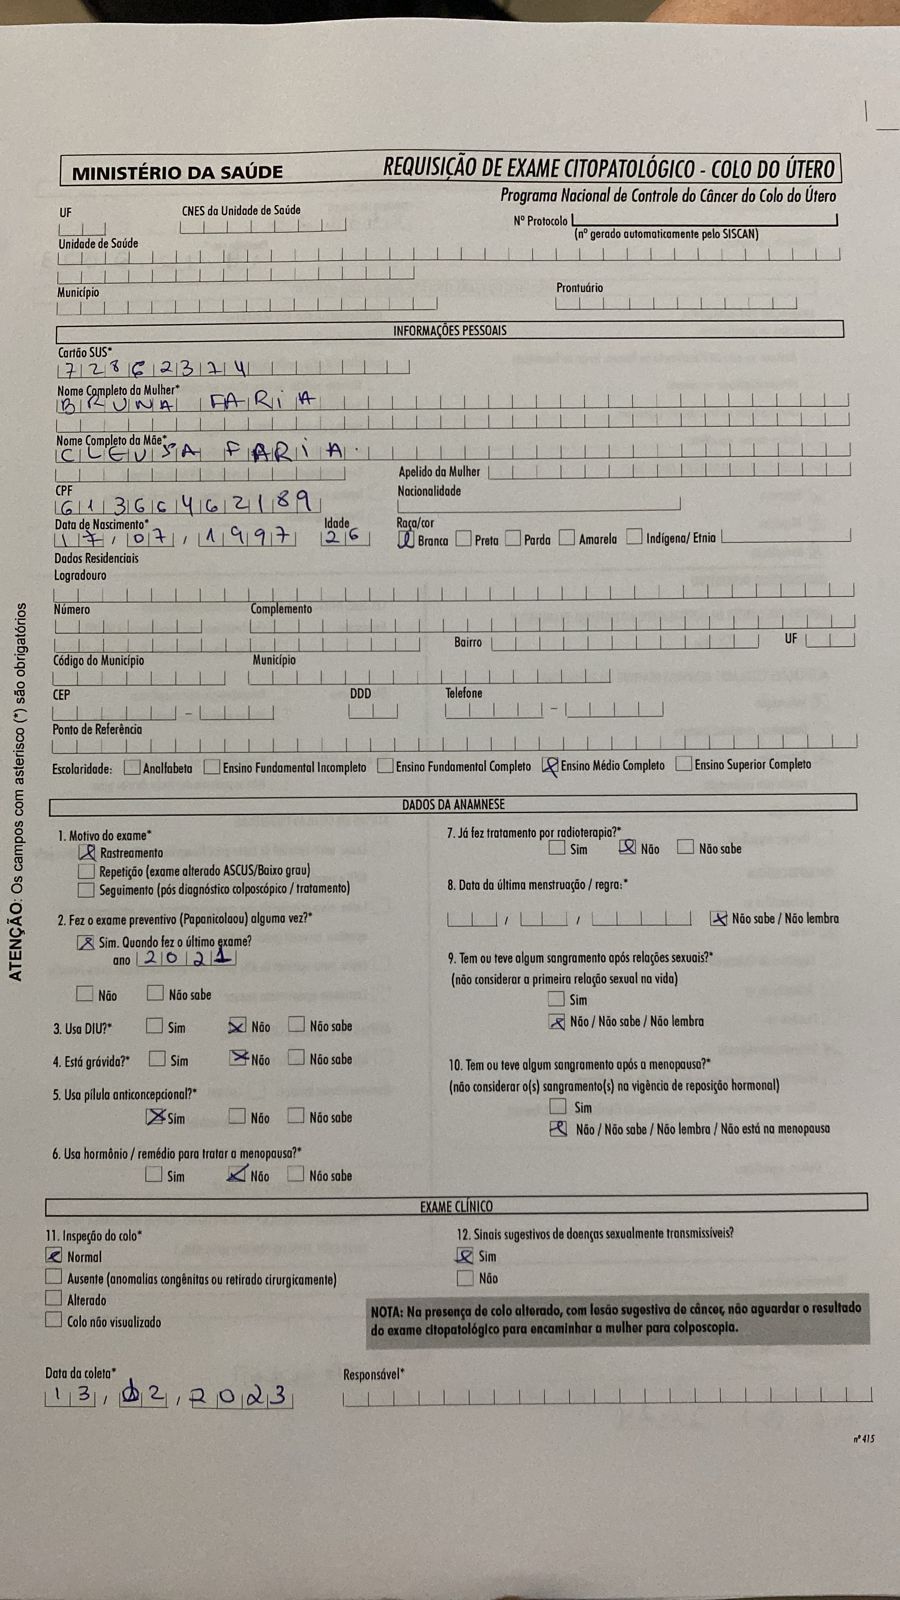 MINISTÉRIO DA SAÚDE REQUISIÇÃO DE EXAME CITOPATOLÓGICO - COLO DO ÚTERO
Programa Nacional de Controle do Câncer do Colo do Útero
UF CNES da Unidade de Saúde Nº Protocolo
(nº gerado automaticamente pelo SISCAN)
Unidade de Saúde
Município Prontuário
INFORMAÇÕES PESSOAIS
Cartão SUS*
72862314
Nome Completo da Mulher*
BRUNA FARIA
Nome Completo da Mãe*
CLEUSA FARIA
Apelido da Mulher
CPF Nacionalidade
61366462189
Data de Nascimento* Idade Raça/cor
17,07,1997 26 Branca Preta Parda Amarela Indígena/ Etnia
Dados Residenciais
Logradouro
Número Complemento
Bairro UF
Código do Município Município
CEP DDD Telefone
Ponto de Referência
Escolaridade: Analfabeta Ensino Fundamental Incompleto Ensino Fundamental Completo Ensino Médio Completo Ensino Superior Completo
ATENÇÃO: Os campos com asterisco (*) são obrigatórios
DADOS DA ANAMNESE
1. Motivo do exame*
Rastreamento
Repetição (exame alterado ASCUS/Baixo grau)
Seguimento (pós diagnóstico colposcópico / tratamento)
2. Fez o exame preventivo (Papanicolaou) alguma vez?*
Sim. Quando fez o último exame?
ano 2021
Não Não sabe
3. Usa DIU?* Sim Não Não sabe
4. Está grávida?* Sim Não Não sabe
5. Usa pílula anticoncepcional?*
Sim Não Não sabe
6. Usa hormônio / remédio para tratar a menopausa?*
Sim Não Não sabe
7. Já fez tratamento por radioterapia?*
Sim Não Não sabe
8. Data da última menstruação / regra:*
/ / Não sabe / Não lembra
9. Tem ou teve algum sangramento após relações sexuais?*
(não considerar a primeira relação sexual na vida)
Sim
Não / Não sabe / Não lembra
10. Tem ou teve algum sangramento após a menopausa?*
(não considerar o(s) sangramento(s) na vigência de reposição hormonal)
Sim
Não / Não sabe / Não lembra / Não está na menopausa
EXAME CLÍNICO
11. Inspeção do colo*
Normal
Ausente (anomalias congênitas ou retirado cirurgicamente)
Alterado
Colo não visualizado
12. Sinais sugestivos de doenças sexualmente transmissíveis?
Sim
Não
NOTA: Na presença de colo alterado, com lesão sugestiva de câncer, não aguardar o resultado
do exame citopatológico para encaminhar a mulher para colposcopia.
Data da coleta* Responsável*
13,02,2023
nº 415